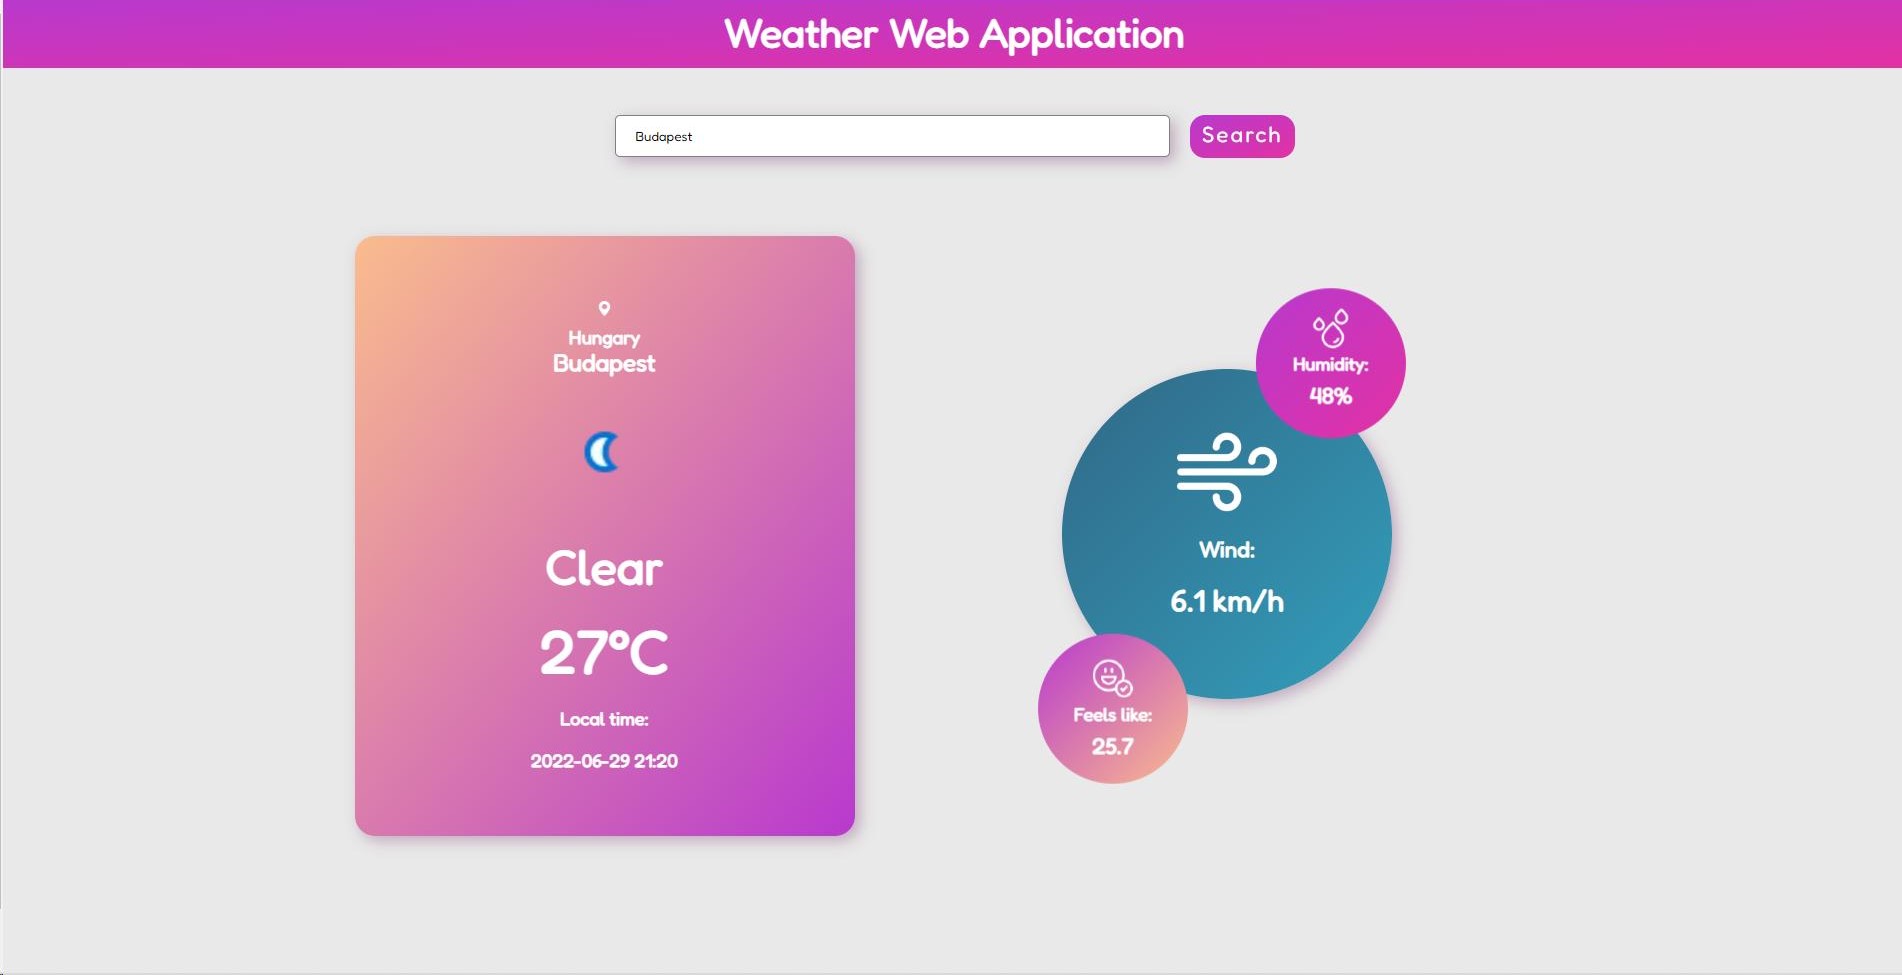 Weather Web Application
Budapest
Search
Hungary
Budapest
Clear
27°C
Local time:
2022-06-29 21:20
Humidity:
48%
Wind:
6.1 km/h
Feels like:
25.7